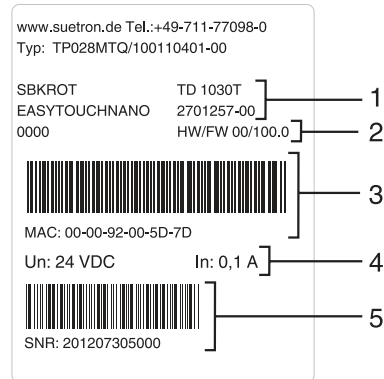 www.suetron.de Tel.:+49-711-77098-0
Typ: TP028MTQ/100110401-00
SBKROT TD 1030T
EASYTOUCHNANO 2701257-00 1
0000 HW/FW 00/100.0 2
3
MAC: 00-00-92-00-5D-7D
Un: 24 VDC In: 0,1 A 4
5
SNR: 201207305000